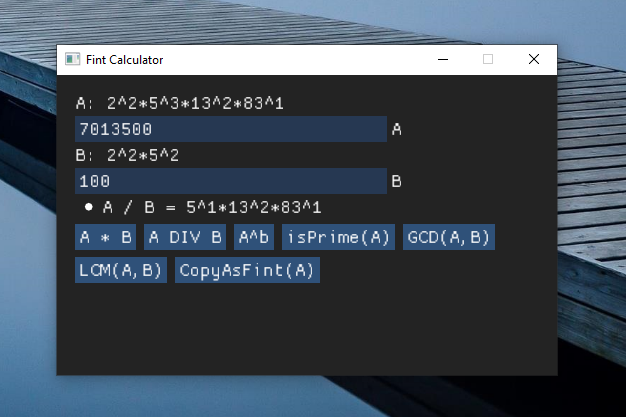 Fint Calculator
A: 2^2*5^3*13^2*83^1
7013500 A
B: 2^2*5^2
100 B
A / B = 5^1*13^2*83^1
A * B A DIV B A^b isPrime(A) GCD(A,B)
LCM(A,B) CopyAsFint(A)